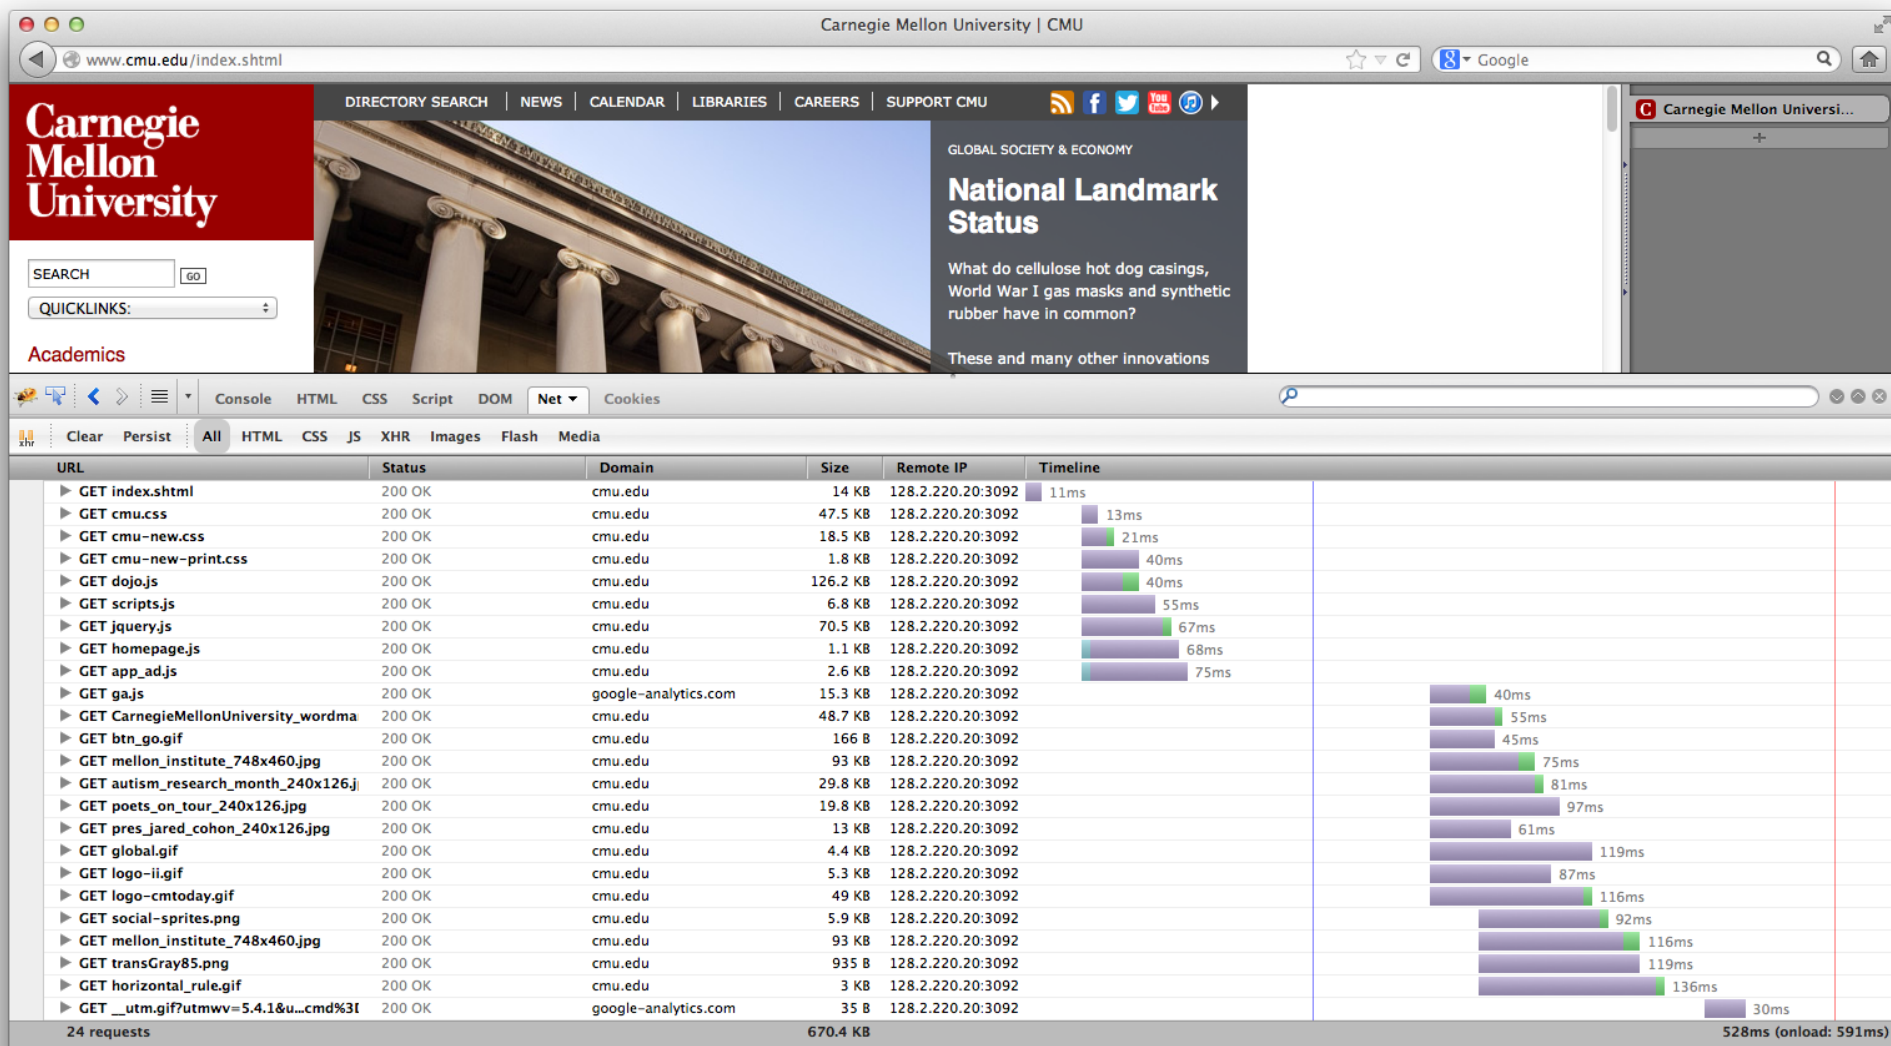 Carnegie Mellon University | CMU
www.cmu.edu/index.shtml
Google
Carnegie
Mellon
University
DIRECTORY SEARCH | NEWS | CALENDAR | LIBRARIES | CAREERS | SUPPORT CMU
Carnegie Mellon Universi...
SEARCH GO
QUICKLINKS:
Academics
GLOBAL SOCIETY & ECONOMY
National Landmark
Status
What do cellulose hot dog casings,
World War I gas masks and synthetic
rubber have in common?
These and many other innovations
Console HTML CSS Script DOM Net Cookies
xhr Clear Persist All HTML CSS JS XHR Images Flash Media
URL Status Domain Size Remote IP Timeline
GET index.shtml 200 OK cmu.edu 14 KB 128.2.220.20:3092 11ms
GET cmu.css 200 OK cmu.edu 47.5 KB 128.2.220.20:3092 13ms
GET cmu-new.css 200 OK cmu.edu 18.5 KB 128.2.220.20:3092 21ms
GET cmu-new-print.css 200 OK cmu.edu 1.8 KB 128.2.220.20:3092 40ms
GET dojo.js 200 OK cmu.edu 126.2 KB 128.2.220.20:3092 40ms
GET scripts.js 200 OK cmu.edu 6.8 KB 128.2.220.20:3092 55ms
GET jquery.js 200 OK cmu.edu 70.5 KB 128.2.220.20:3092 67ms
GET homepage.js 200 OK cmu.edu 1.1 KB 128.2.220.20:3092 68ms
GET app_ad.js 200 OK cmu.edu 2.6 KB 128.2.220.20:3092 75ms
GET ga.js 200 OK google-analytics.com 15.3 KB 128.2.220.20:3092 40ms
GET CarnegieMellonUniversity_wordma 200 OK cmu.edu 48.7 KB 128.2.220.20:3092 55ms
GET btn_go.gif 200 OK cmu.edu 166 B 128.2.220.20:3092 45ms
GET mellon_institute_748x460.jpg 200 OK cmu.edu 93 KB 128.2.220.20:3092 75ms
GET autism_research_month_240x126.j 200 OK cmu.edu 29.8 KB 128.2.220.20:3092 81ms
GET poets_on_tour_240x126.jpg 200 OK cmu.edu 19.8 KB 128.2.220.20:3092 97ms
GET pres_jared_cohon_240x126.jpg 200 OK cmu.edu 13 KB 128.2.220.20:3092 61ms
GET global.gif 200 OK cmu.edu 4.4 KB 128.2.220.20:3092 119ms
GET logo-ii.gif 200 OK cmu.edu 5.3 KB 128.2.220.20:3092 87ms
GET logo-cmtoday.gif 200 OK cmu.edu 49 KB 128.2.220.20:3092 116ms
GET social-sprites.png 200 OK cmu.edu 5.9 KB 128.2.220.20:3092 92ms
GET mellon_institute_748x460.jpg 200 OK cmu.edu 93 KB 128.2.220.20:3092 116ms
GET transGray85.png 200 OK cmu.edu 935 B 128.2.220.20:3092 119ms
GET horizontal_rule.gif 200 OK cmu.edu 3 KB 128.2.220.20:3092 136ms
GET __utm.gif?utmwv=5.4.1&u...cmd%3D 200 OK google-analytics.com 35 B 128.2.220.20:3092 30ms
24 requests 670.4 KB 528ms (onload: 591ms)